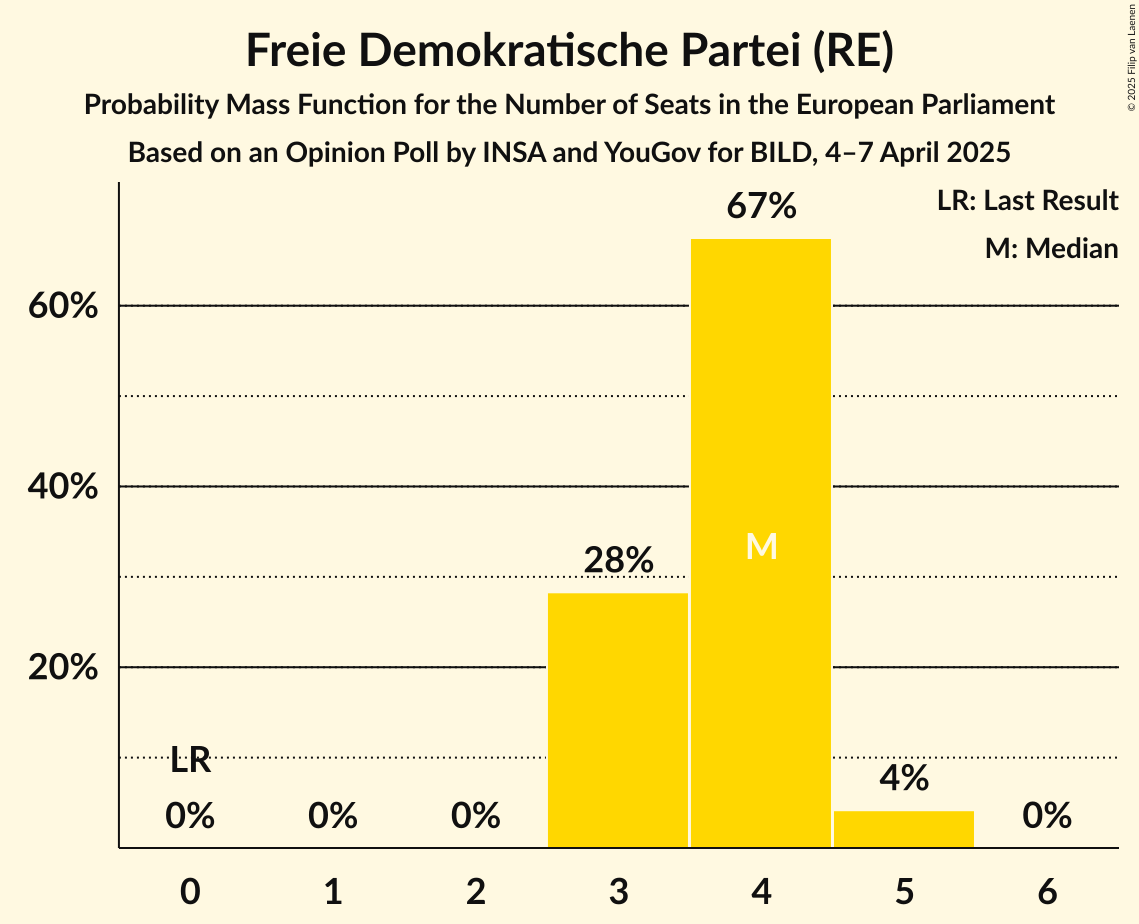 Freie Demokratische Partei (RE)
Probability Mass Function for the Number of Seats in the European Parliament
Based on an Opinion Poll by INSA and YouGov for BILD, 4–7 April 2025
© 2025 Filip van Laenen
LR: Last Result
M: Median
67%
60%
40%
28%
M
20%
LR
4%
0%
0%
0%
0%
0 1 2 3 4 5 6